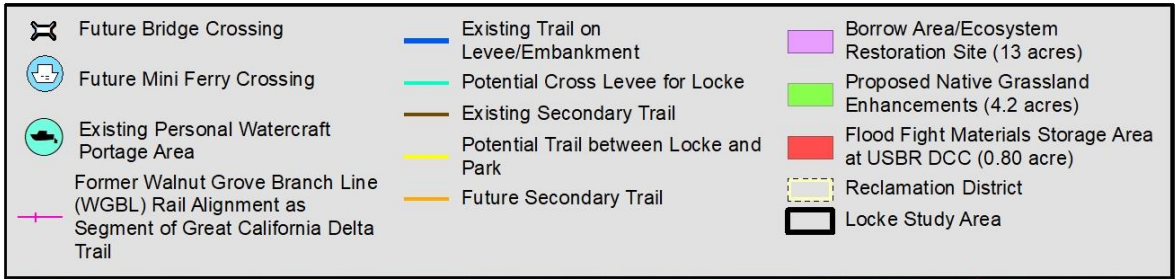 Future Bridge Crossing
Future Mini Ferry Crossing
Existing Personal Watercraft
Portage Area
Former Walnut Grove Branch Line
(WGBL) Rail Alignment as
Segment of Great California Delta
Trail
Existing Trail on
Levee/Embankment
Potential Cross Levee for Locke
Existing Secondary Trail
Potential Trail between Locke and
Park
Future Secondary Trail
Borrow Area/Ecosystem
Restoration Site (13 acres)
Proposed Native Grassland
Enhancements (4.2 acres)
Flood Fight Materials Storage Area
at USBR DCC (0.80 acre)
Reclamation District
Locke Study Area